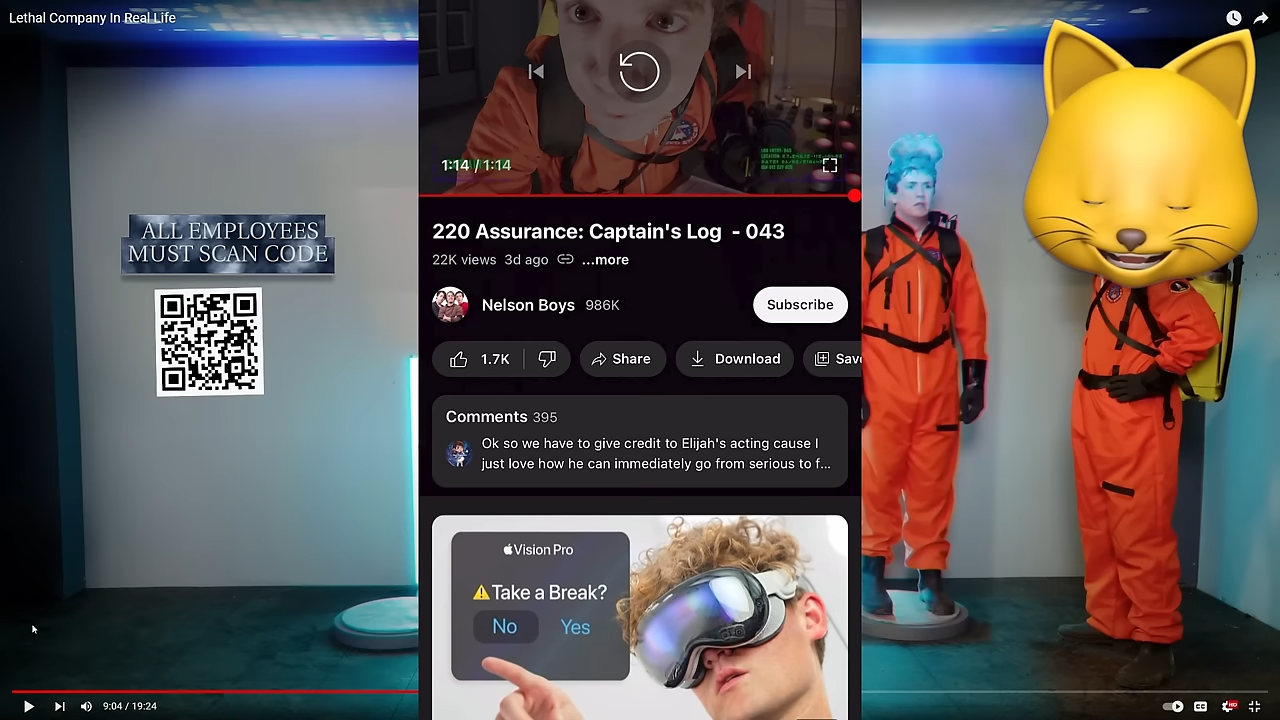 Lethal Company In Real Life
ALL EMPLOYEES
MUST SCAN CODE
1:14 / 1:14
220 Assurance: Captain's Log - 043
22K views 3d ago ...more
Nelson Boys 986K
Subscribe
1.7K
Share
Download
Save
Comments 395
Ok so we have to give credit to Elijah's acting cause I
just love how he can immediately go from serious to f...
Vision Pro
Take a Break?
No Yes
9:04 / 19:24
CC
HD